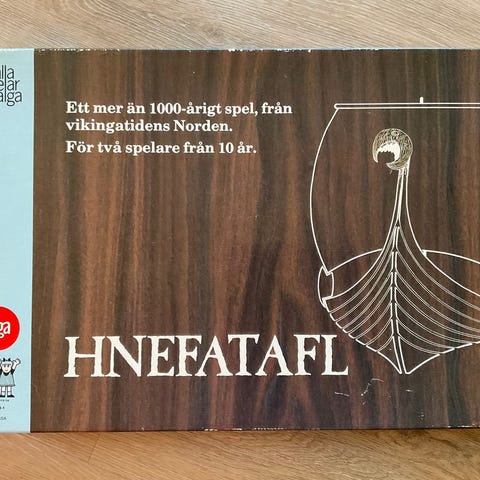 Ett mer än 1000-årigt spel, från
vikingatidens Norden.
För två spelare från 10 år.
HNEFATAFL